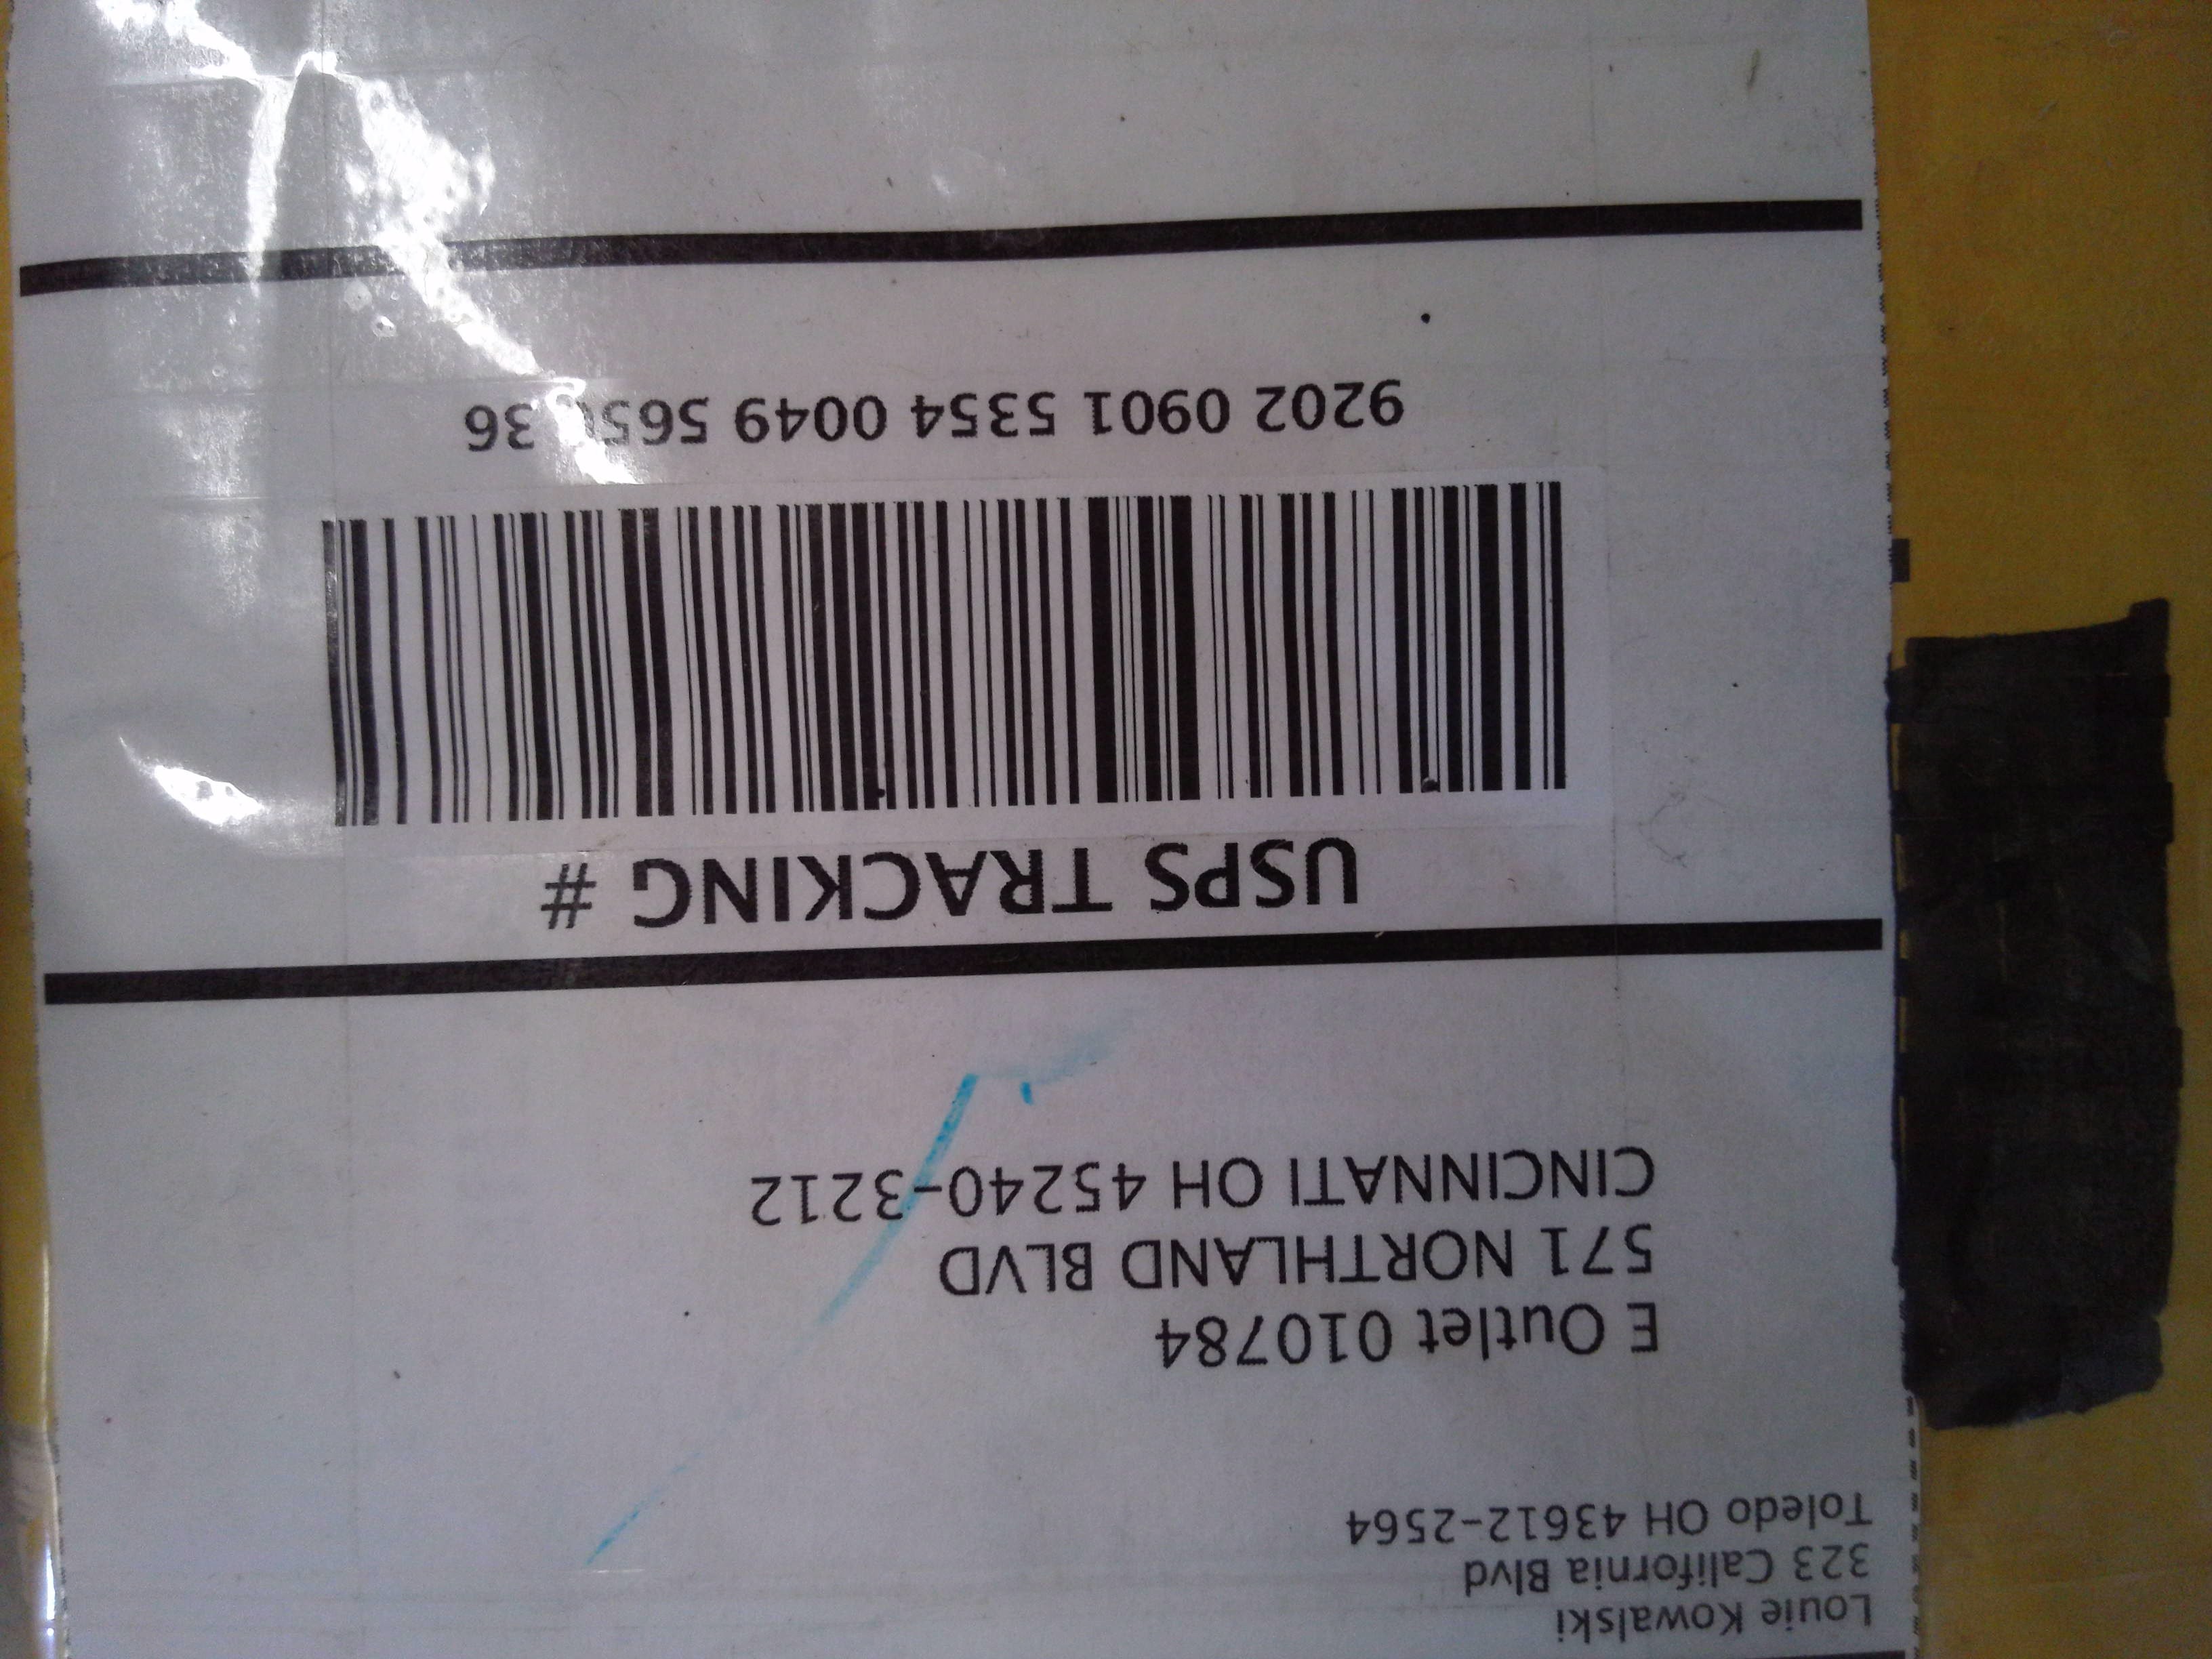 Louie Kowalski
323 California Blvd
Toledo OH 43612-2564
E Outlet 010784
571 NORTHLAND BLVD
CINCINNATI OH 45240-3212
USPS TRACKING #
9202 0901 5354 0049 36